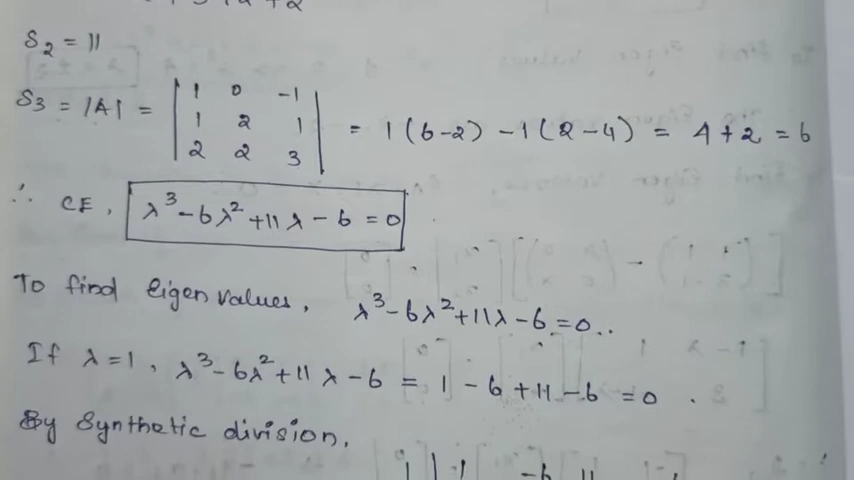 S₂ = 11
S₃ = |A| = | 1 0 -1 | = 1(6-2) -1(2-4) = 4+2 = 6
| 1 2 1 |
| 2 2 3 |
∴ CE, λ³ - 6λ² + 11λ - 6 = 0
To find eigen values, λ³ - 6λ² + 11λ - 6 = 0..
If λ = 1, λ³ - 6λ² + 11λ - 6 = 1 - 6 + 11 - 6 = 0 .
By Synthetic division,